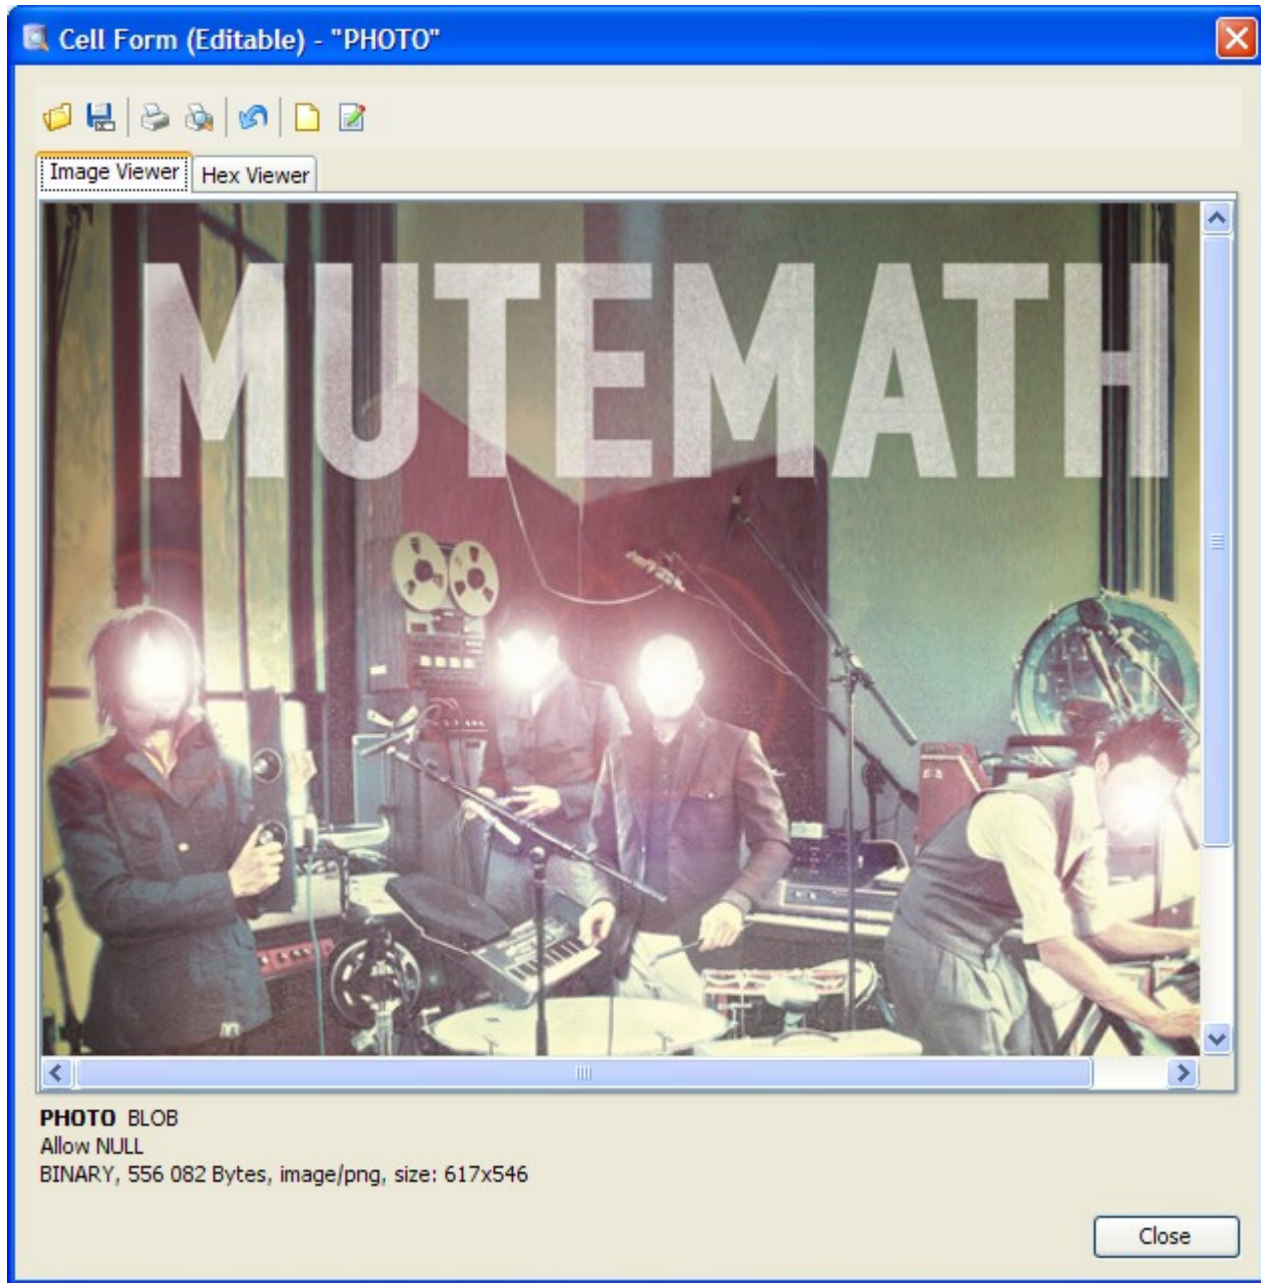 Cell Form (Editable) - "PHOTO"
Image Viewer
Hex Viewer
MUTEMATH
PHOTO BLOB
Allow NULL
BINARY, 556 082 Bytes, image/png, size: 617x546
Close